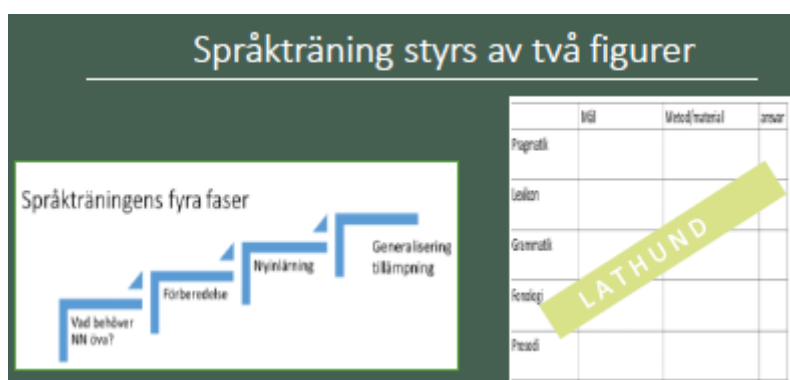 Språkträning styrs av två figurer
Språkträningens fyra faser
Vad behöver
NN öva?
Förberedelse
Nyinlärning
Generalisering
tillämpning
Mål Metod/material ansvar
Pragmatik
Lexikon
Grammatik
Fonologi
Prosodi
LATHUND